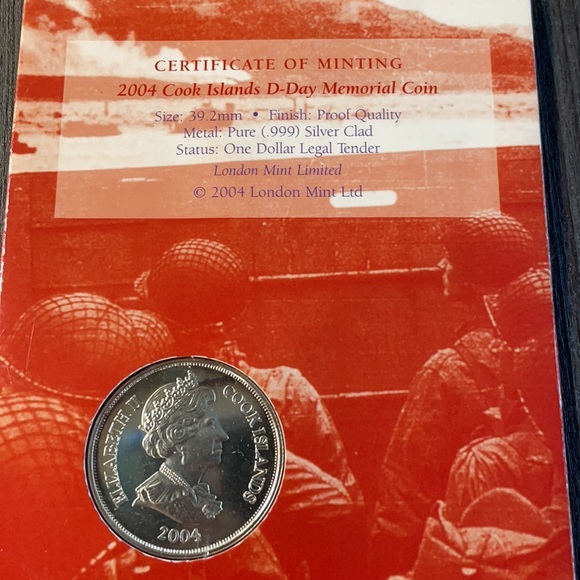 CERTIFICATE OF MINTING
2004 Cook Islands D-Day Memorial Coin
Size: 39.2mm • Finish: Proof Quality
Metal: Pure (.999) Silver Clad
Status: One Dollar Legal Tender
London Mint Limited
© 2004 London Mint Ltd
ELIZABETH II
COOK ISLANDS
2004